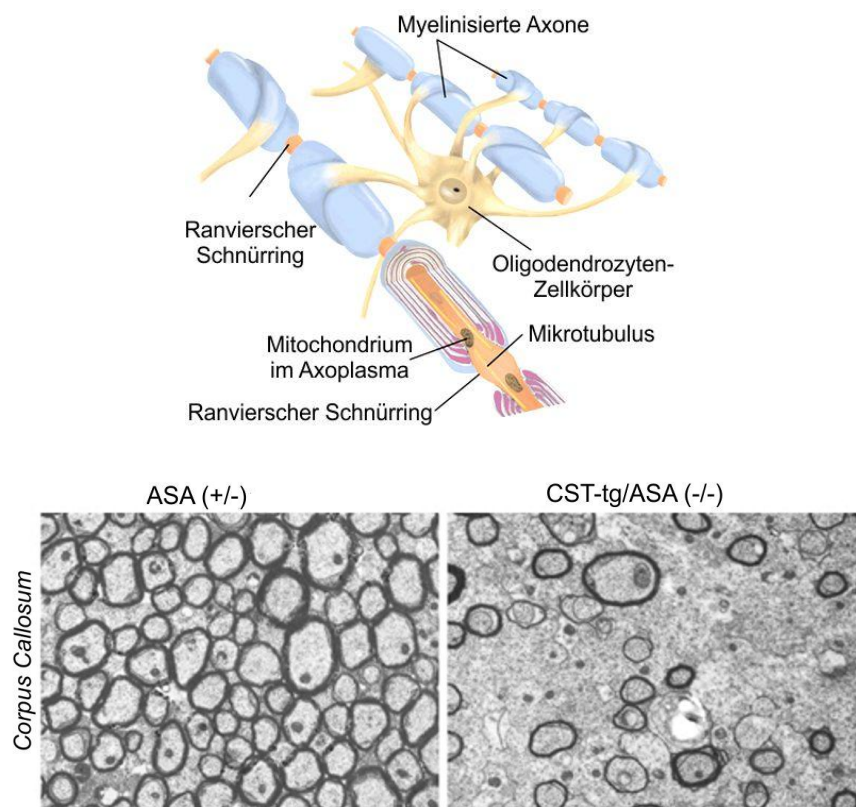 Myelinisierte Axone
Ranvierscher
Schnürring
Oligodendrozyten-
Zellkörper
Mitochondrium
im Axoplasma
Mikrotubulus
Ranvierscher Schnürring
ASA (+/-)
CST-tg/ASA (-/-)
Corpus Callosum